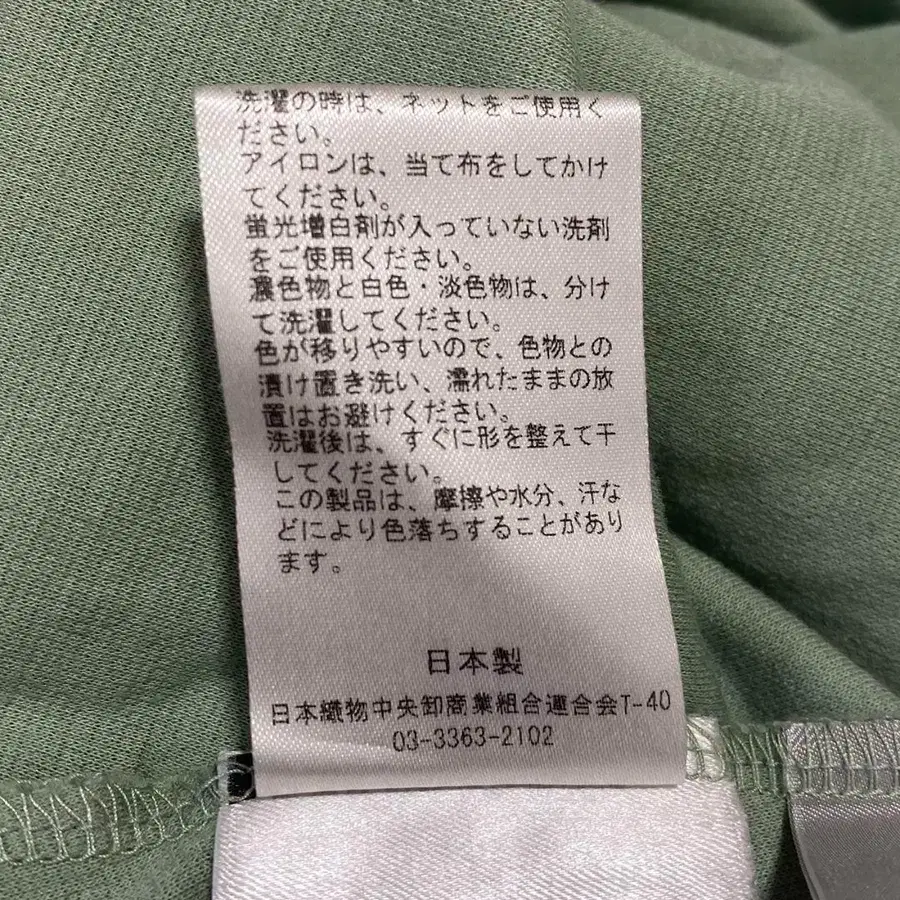 洗濯の時は、ネットをご使用く
ださい。
アイロンは、当て布をしてかけ
てください。
蛍光増白剤が入っていない洗剤
をご使用ください。
濃色物と白色・淡色物は、分け
て洗濯してください。
色が移りやすいので、色物との
漬け置き洗い、濡れたままの放
置はお避けください。
洗濯後は、すぐに形を整えて干
してください。
この製品は、摩擦や水分、汗な
どにより色落ちすることがあり
ます。
日本製
日本織物中央卸商業組合連合会T-40
03-3363-2102